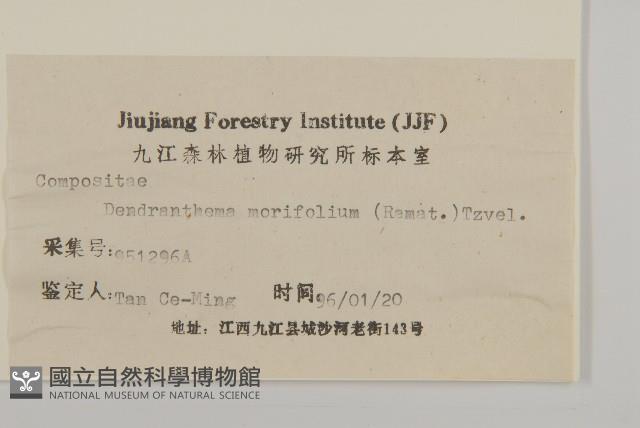 Jiujiang Forestry Institute (JJF)
九江森林植物研究所标本室
Compositae
Dendranthema morifolium (Ramat.) Tzvel.
采集号: 951296A
鉴定人: Tan Ce-Ming 时间 96/01/20
地址: 江西九江县城沙河老街143号
國立自然科學博物館
NATIONAL MUSEUM OF NATURAL SCIENCE